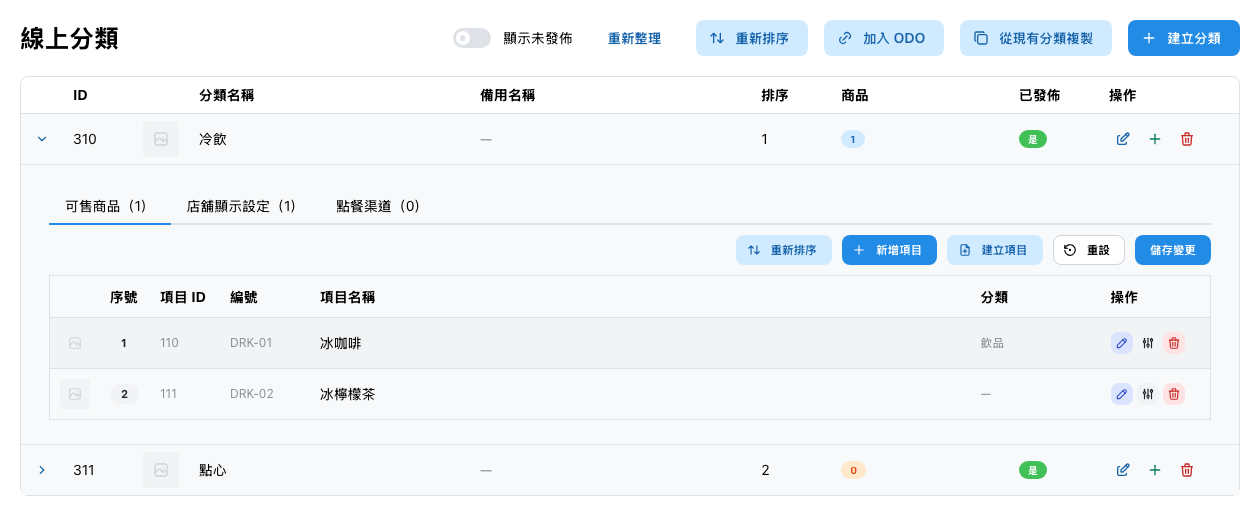 線上分類 顯示未發佈 重新整理 重新排序 加入 ODO 從現有分類複製 建立分類
ID 分類名稱 備用名稱 排序 商品 已發佈 操作
310 冷飲 — 1 1 是
可售商品（1） 店舖顯示設定（1） 點餐渠道（0）
重新排序 新增項目 建立項目 重設 儲存變更
序號 項目 ID 編號 項目名稱 分類 操作
1 110 DRK-01 冰咖啡 飲品
2 111 DRK-02 冰檸檬茶 —
311 點心 — 2 0 是